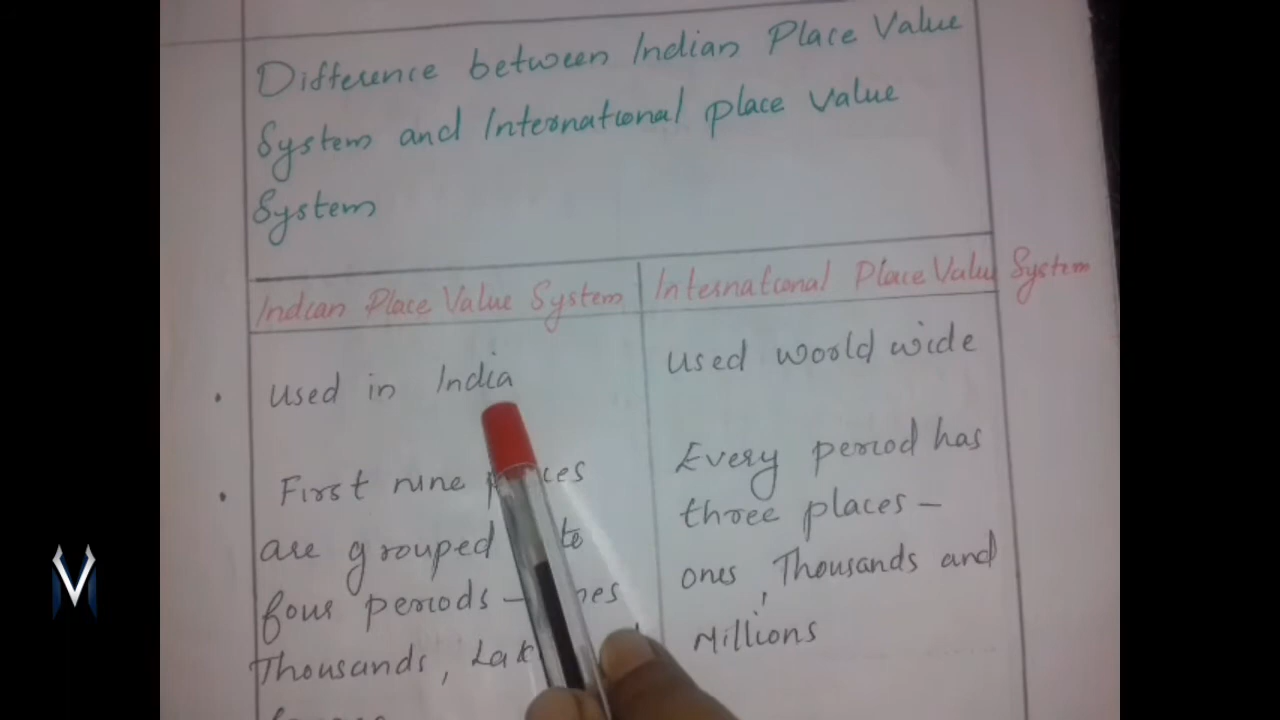 Difference between Indian Place Value
System and International place value
System
Indian Place Value System
International Place Value System
. Used in India
Used world wide
. First nine
are grouped
four periods –
Thousands,
Every period has
three places –
ones, Thousands and
Millions